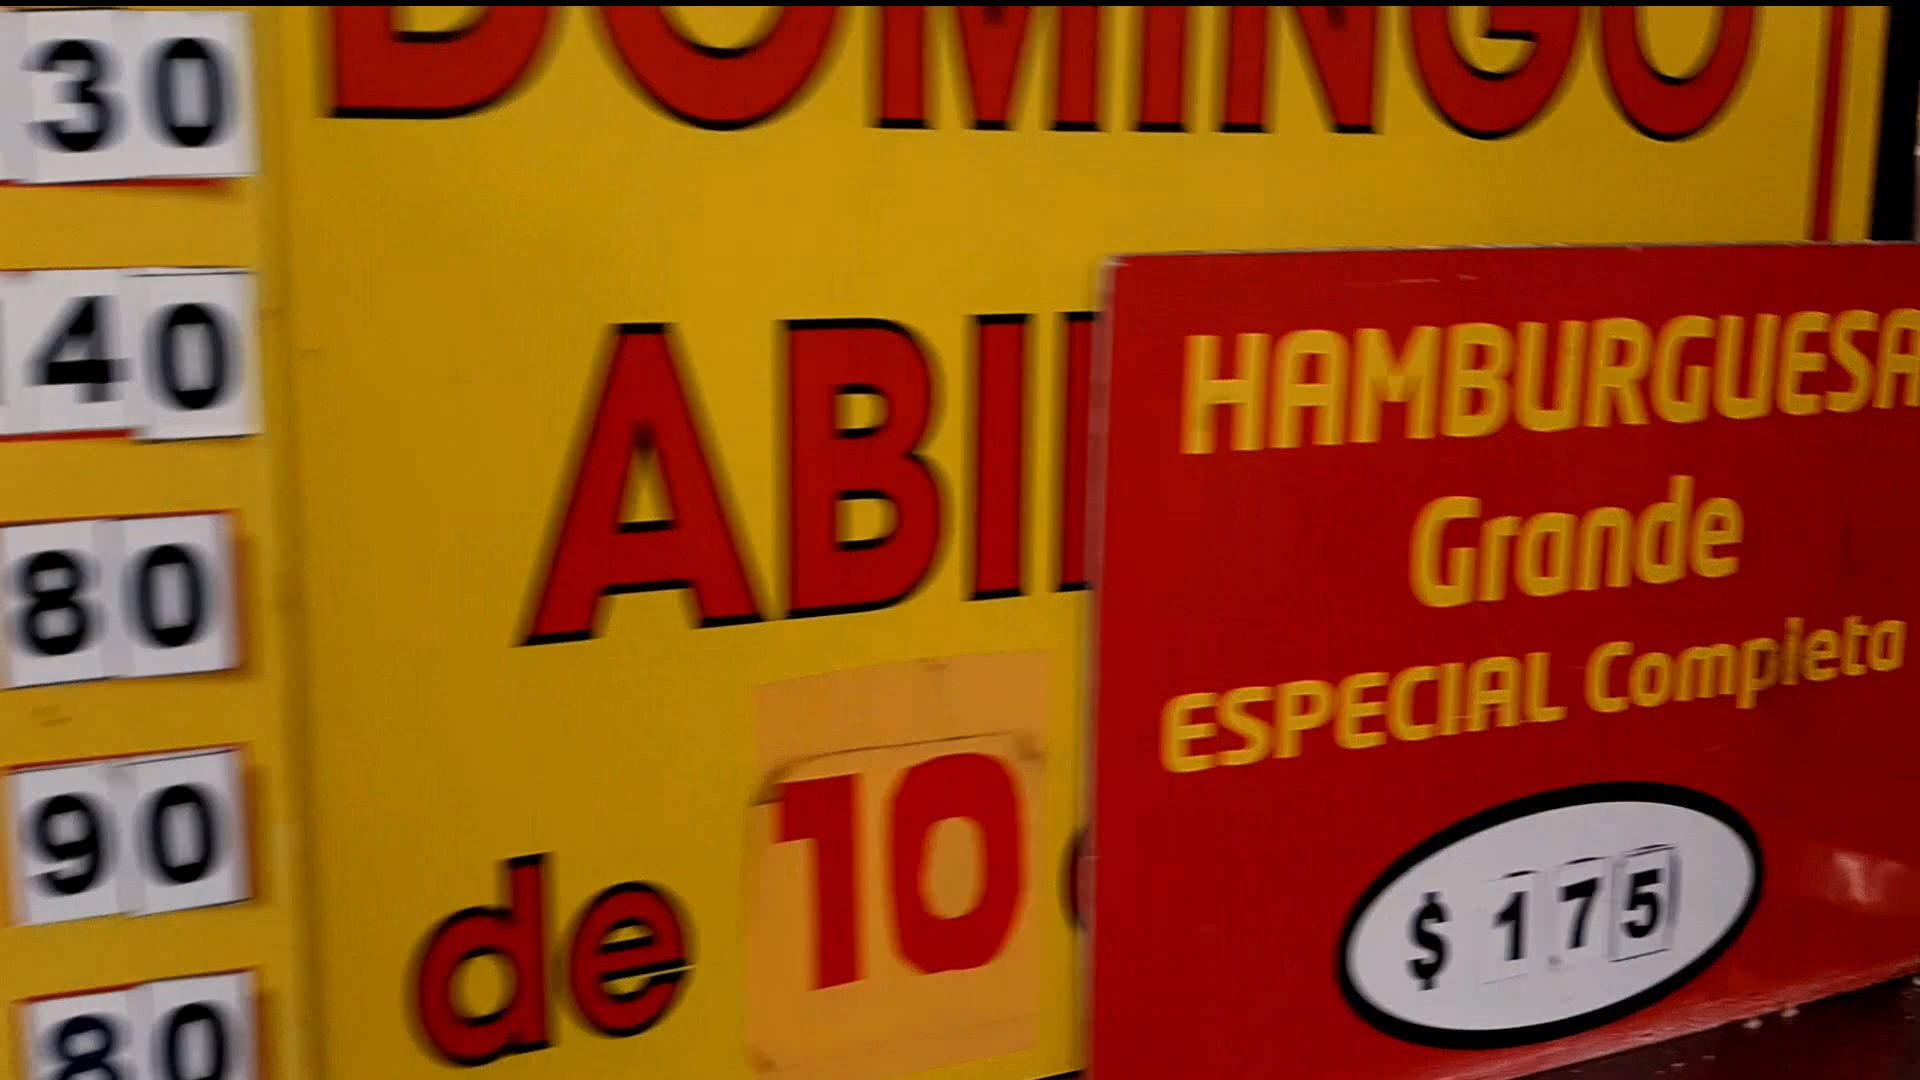 30
40
80
90
80
DOMINGO
ABI
de 10
HAMBURGUESA
Grande
ESPECIAL Completa
$ 175